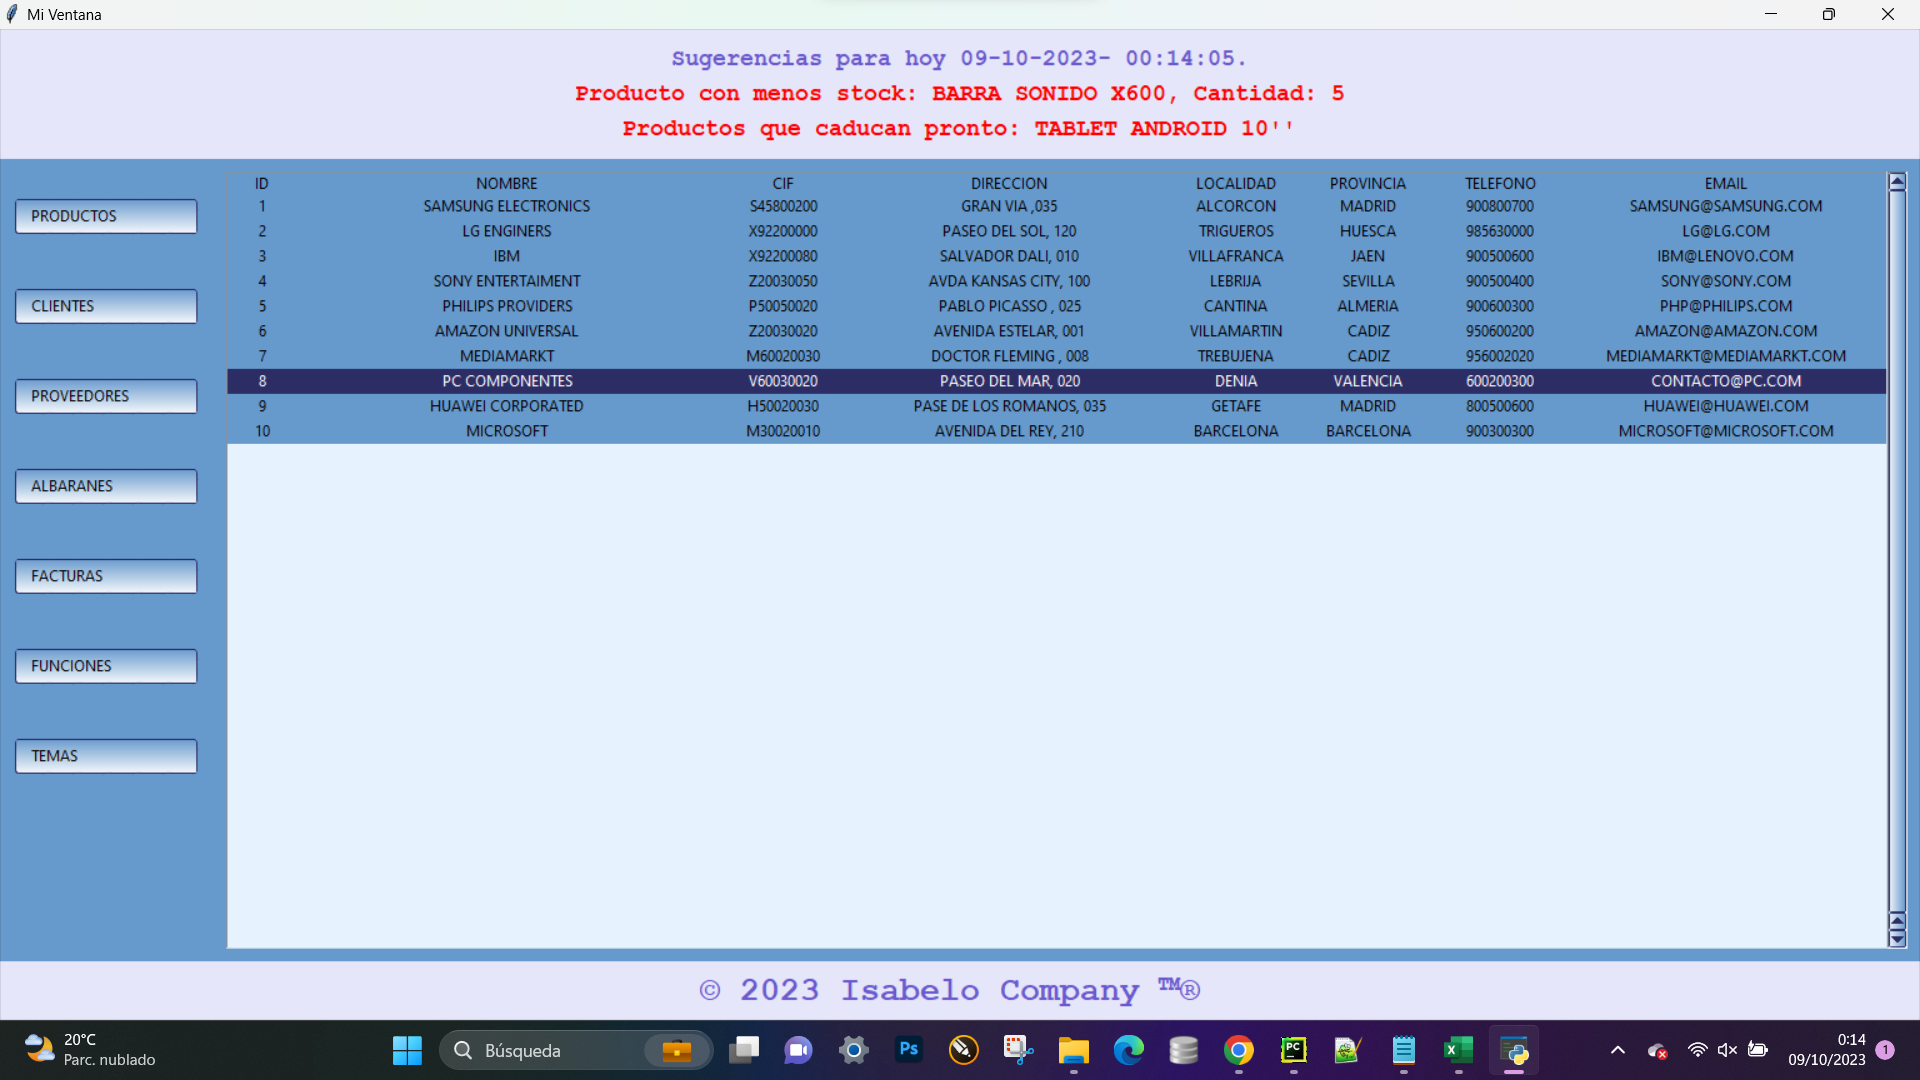 Mi Ventana
Sugerencias para hoy 09-10-2023- 00:14:05.
Producto con menos stock: BARRA SONIDO X600, Cantidad: 5
Productos que caducan pronto: TABLET ANDROID 10''
PRODUCTOS
CLIENTES
PROVEEDORES
ALBARANES
FACTURAS
FUNCIONES
TEMAS
ID NOMBRE CIF DIRECCION LOCALIDAD PROVINCIA TELEFONO EMAIL
1 SAMSUNG ELECTRONICS S45800200 GRAN VIA ,035 ALCORCON MADRID 900800700 SAMSUNG@SAMSUNG.COM
2 LG ENGINERS X92200000 PASEO DEL SOL, 120 TRIGUEROS HUESCA 985630000 LG@LG.COM
3 IBM X92200080 SALVADOR DALI, 010 VILLAFRANCA JAEN 900500600 IBM@LENOVO.COM
4 SONY ENTERTAIMENT Z20030050 AVDA KANSAS CITY, 100 LEBRIJA SEVILLA 900500400 SONY@SONY.COM
5 PHILIPS PROVIDERS P50050020 PABLO PICASSO , 025 CANTINA ALMERIA 900600300 PHP@PHILIPS.COM
6 AMAZON UNIVERSAL Z20030020 AVENIDA ESTELAR, 001 VILLAMARTIN CADIZ 950600200 AMAZON@AMAZON.COM
7 MEDIAMARKT M60020030 DOCTOR FLEMING , 008 TREBUJENA CADIZ 956002020 MEDIAMARKT@MEDIAMARKT.COM
8 PC COMPONENTES V60030020 PASEO DEL MAR, 020 DENIA VALENCIA 600200300 CONTACTO@PC.COM
9 HUAWEI CORPORATED H50020030 PASE DE LOS ROMANOS, 035 GETAFE MADRID 800500600 HUAWEI@HUAWEI.COM
10 MICROSOFT M30020010 AVENIDA DEL REY, 210 BARCELONA BARCELONA 900300300 MICROSOFT@MICROSOFT.COM
© 2023 Isabelo Company ™®
20°C
Parc. nublado
Búsqueda
Ps
PC
X
0:14
09/10/2023
1